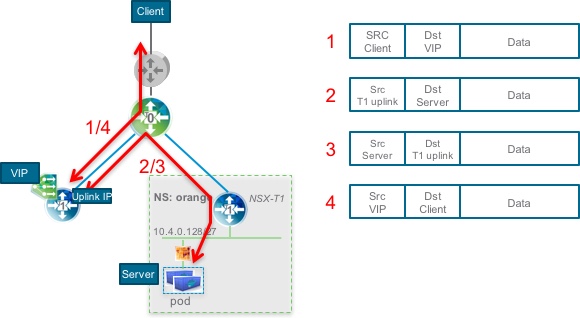 Client
1
SRC
Client
Dst
VIP
Data
2
Src
T1 uplink
Dst
Server
Data
3
Src
Server
Dst
T1 uplink
Data
4
Src
VIP
Dst
Client
Data
1/4
2/3
VIP
Uplink IP
NS: orang
NSX-T1
10.4.0.128/27
Server
pod